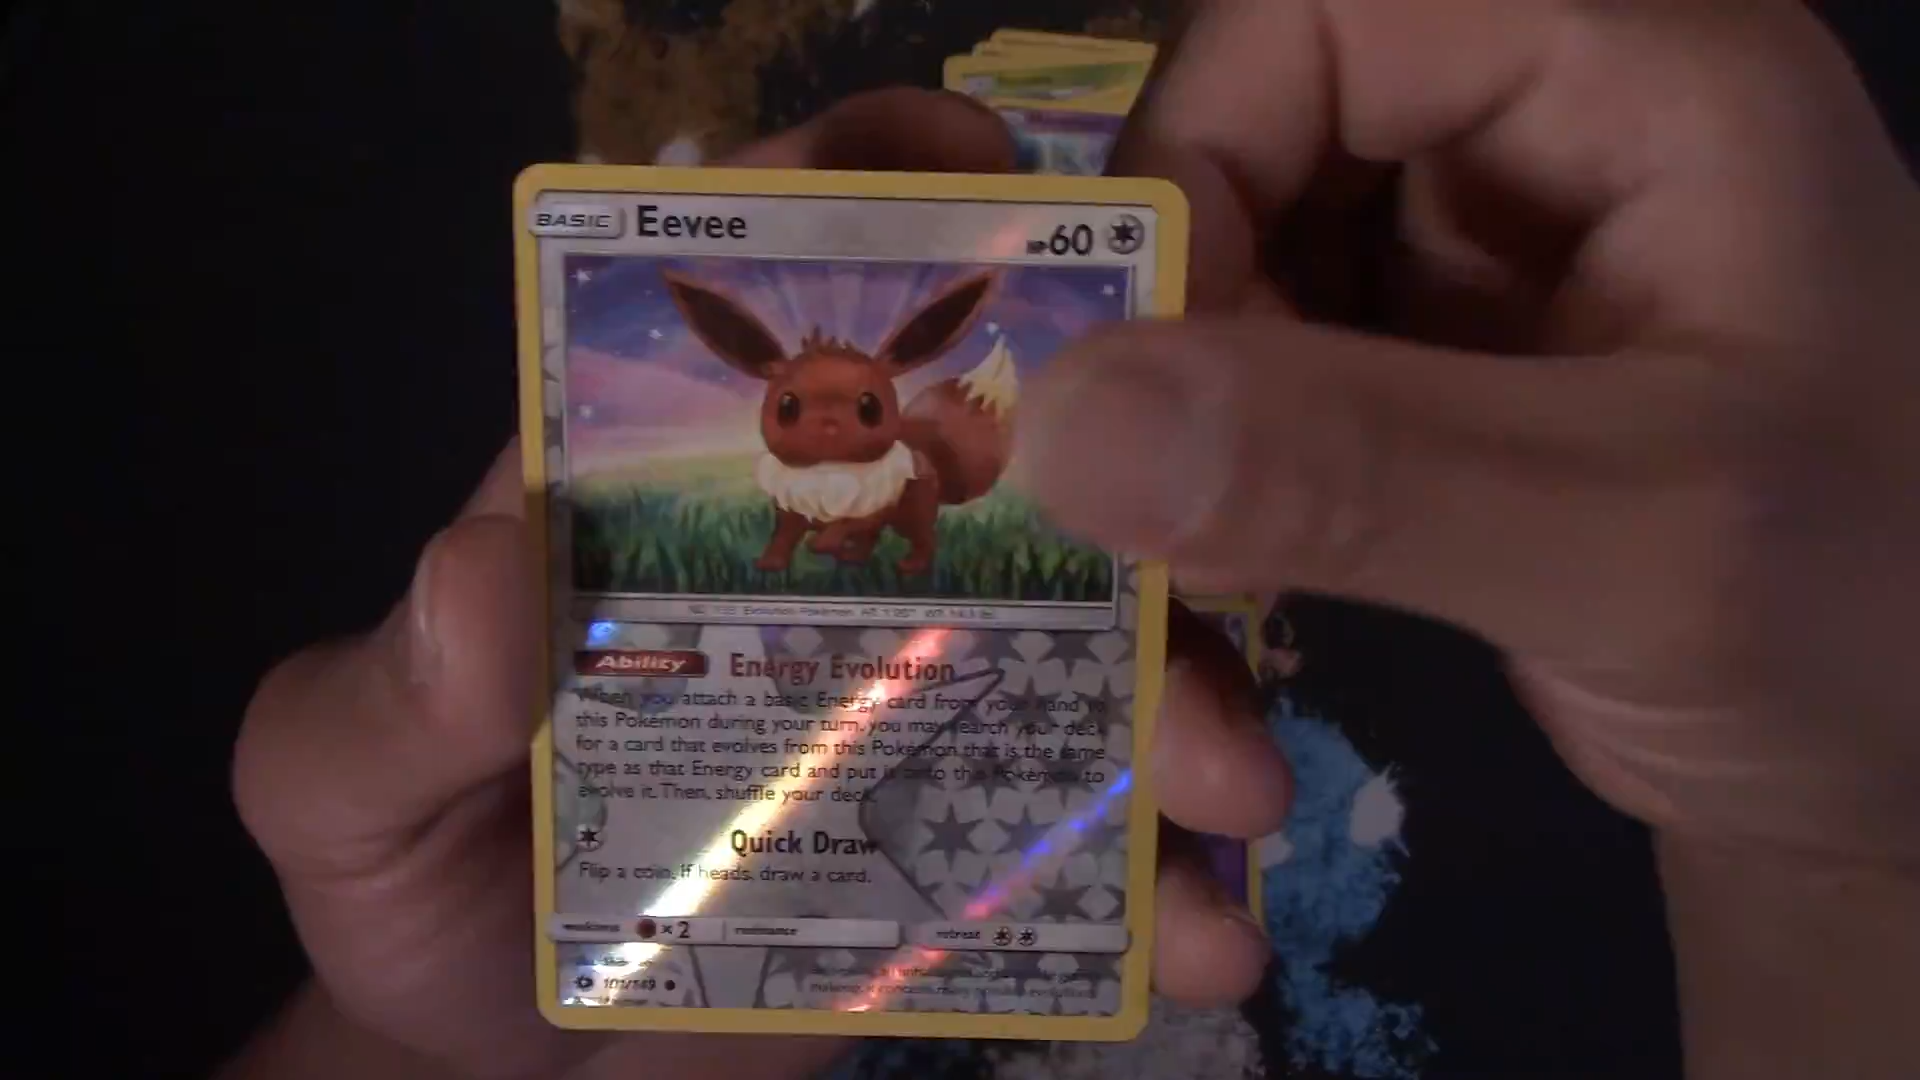 BASIC Eevee HP60
Ability Energy Evolution
When you attach a basic Energy card from your hand to
this Pokémon during your turn, you may search your deck
for a card that evolves from this Pokémon that is the same
type as that Energy card and put it onto this Pokémon to
evolve it. Then, shuffle your deck.
Quick Draw
Flip a coin. If heads, draw a card.
weakness ×2 resistance retreat
101/149